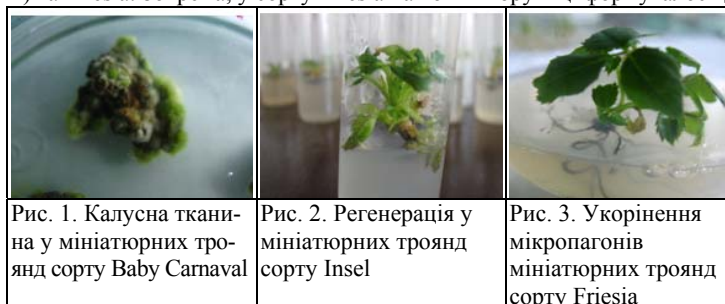 Рис. 1. Калусна ткани-
на у мініатюрних тро-
янд сорту Baby Carnaval
Рис. 2. Регенерація у
мініатюрних троянд
сорту Insel
Рис. 3. Укорінення
мікропагонів
мініатюрних троянд
сорту Friesia